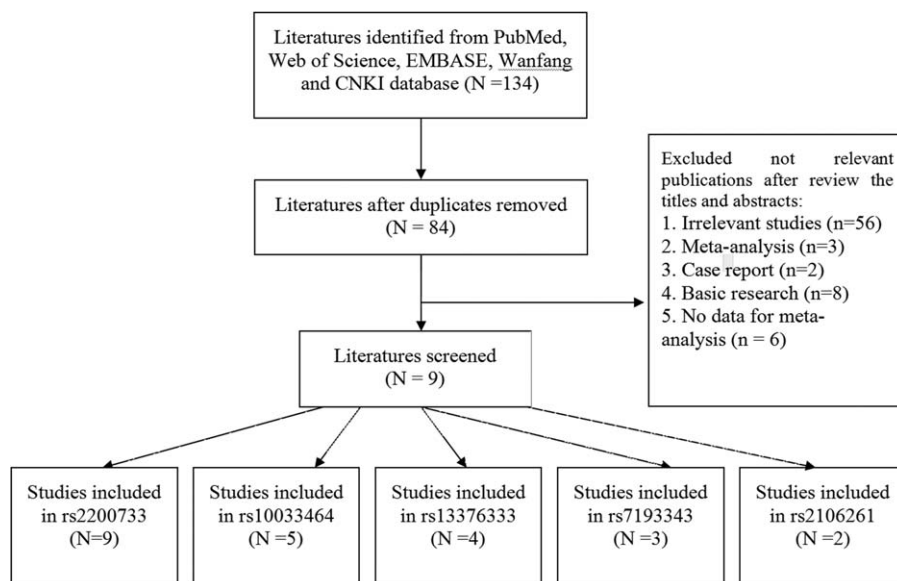 Literatures identified from PubMed,
Web of Science, EMBASE, Wanfang
and CNKI database (N =134)
Literatures after duplicates removed
(N = 84)
Excluded not relevant
publications after review the
titles and abstracts:
1. Irrelevant studies (n=56)
2. Meta-analysis (n=3)
3. Case report (n=2)
4. Basic research (n=8)
5. No data for meta-
analysis (n = 6)
Literatures screened
(N = 9)
Studies included
in rs2200733
(N=9)
Studies included
in rs10033464
(N =5)
Studies included
in rs13376333
(N =4)
Studies included
in rs7193343
(N =3)
Studies included
in rs2106261
(N =2)